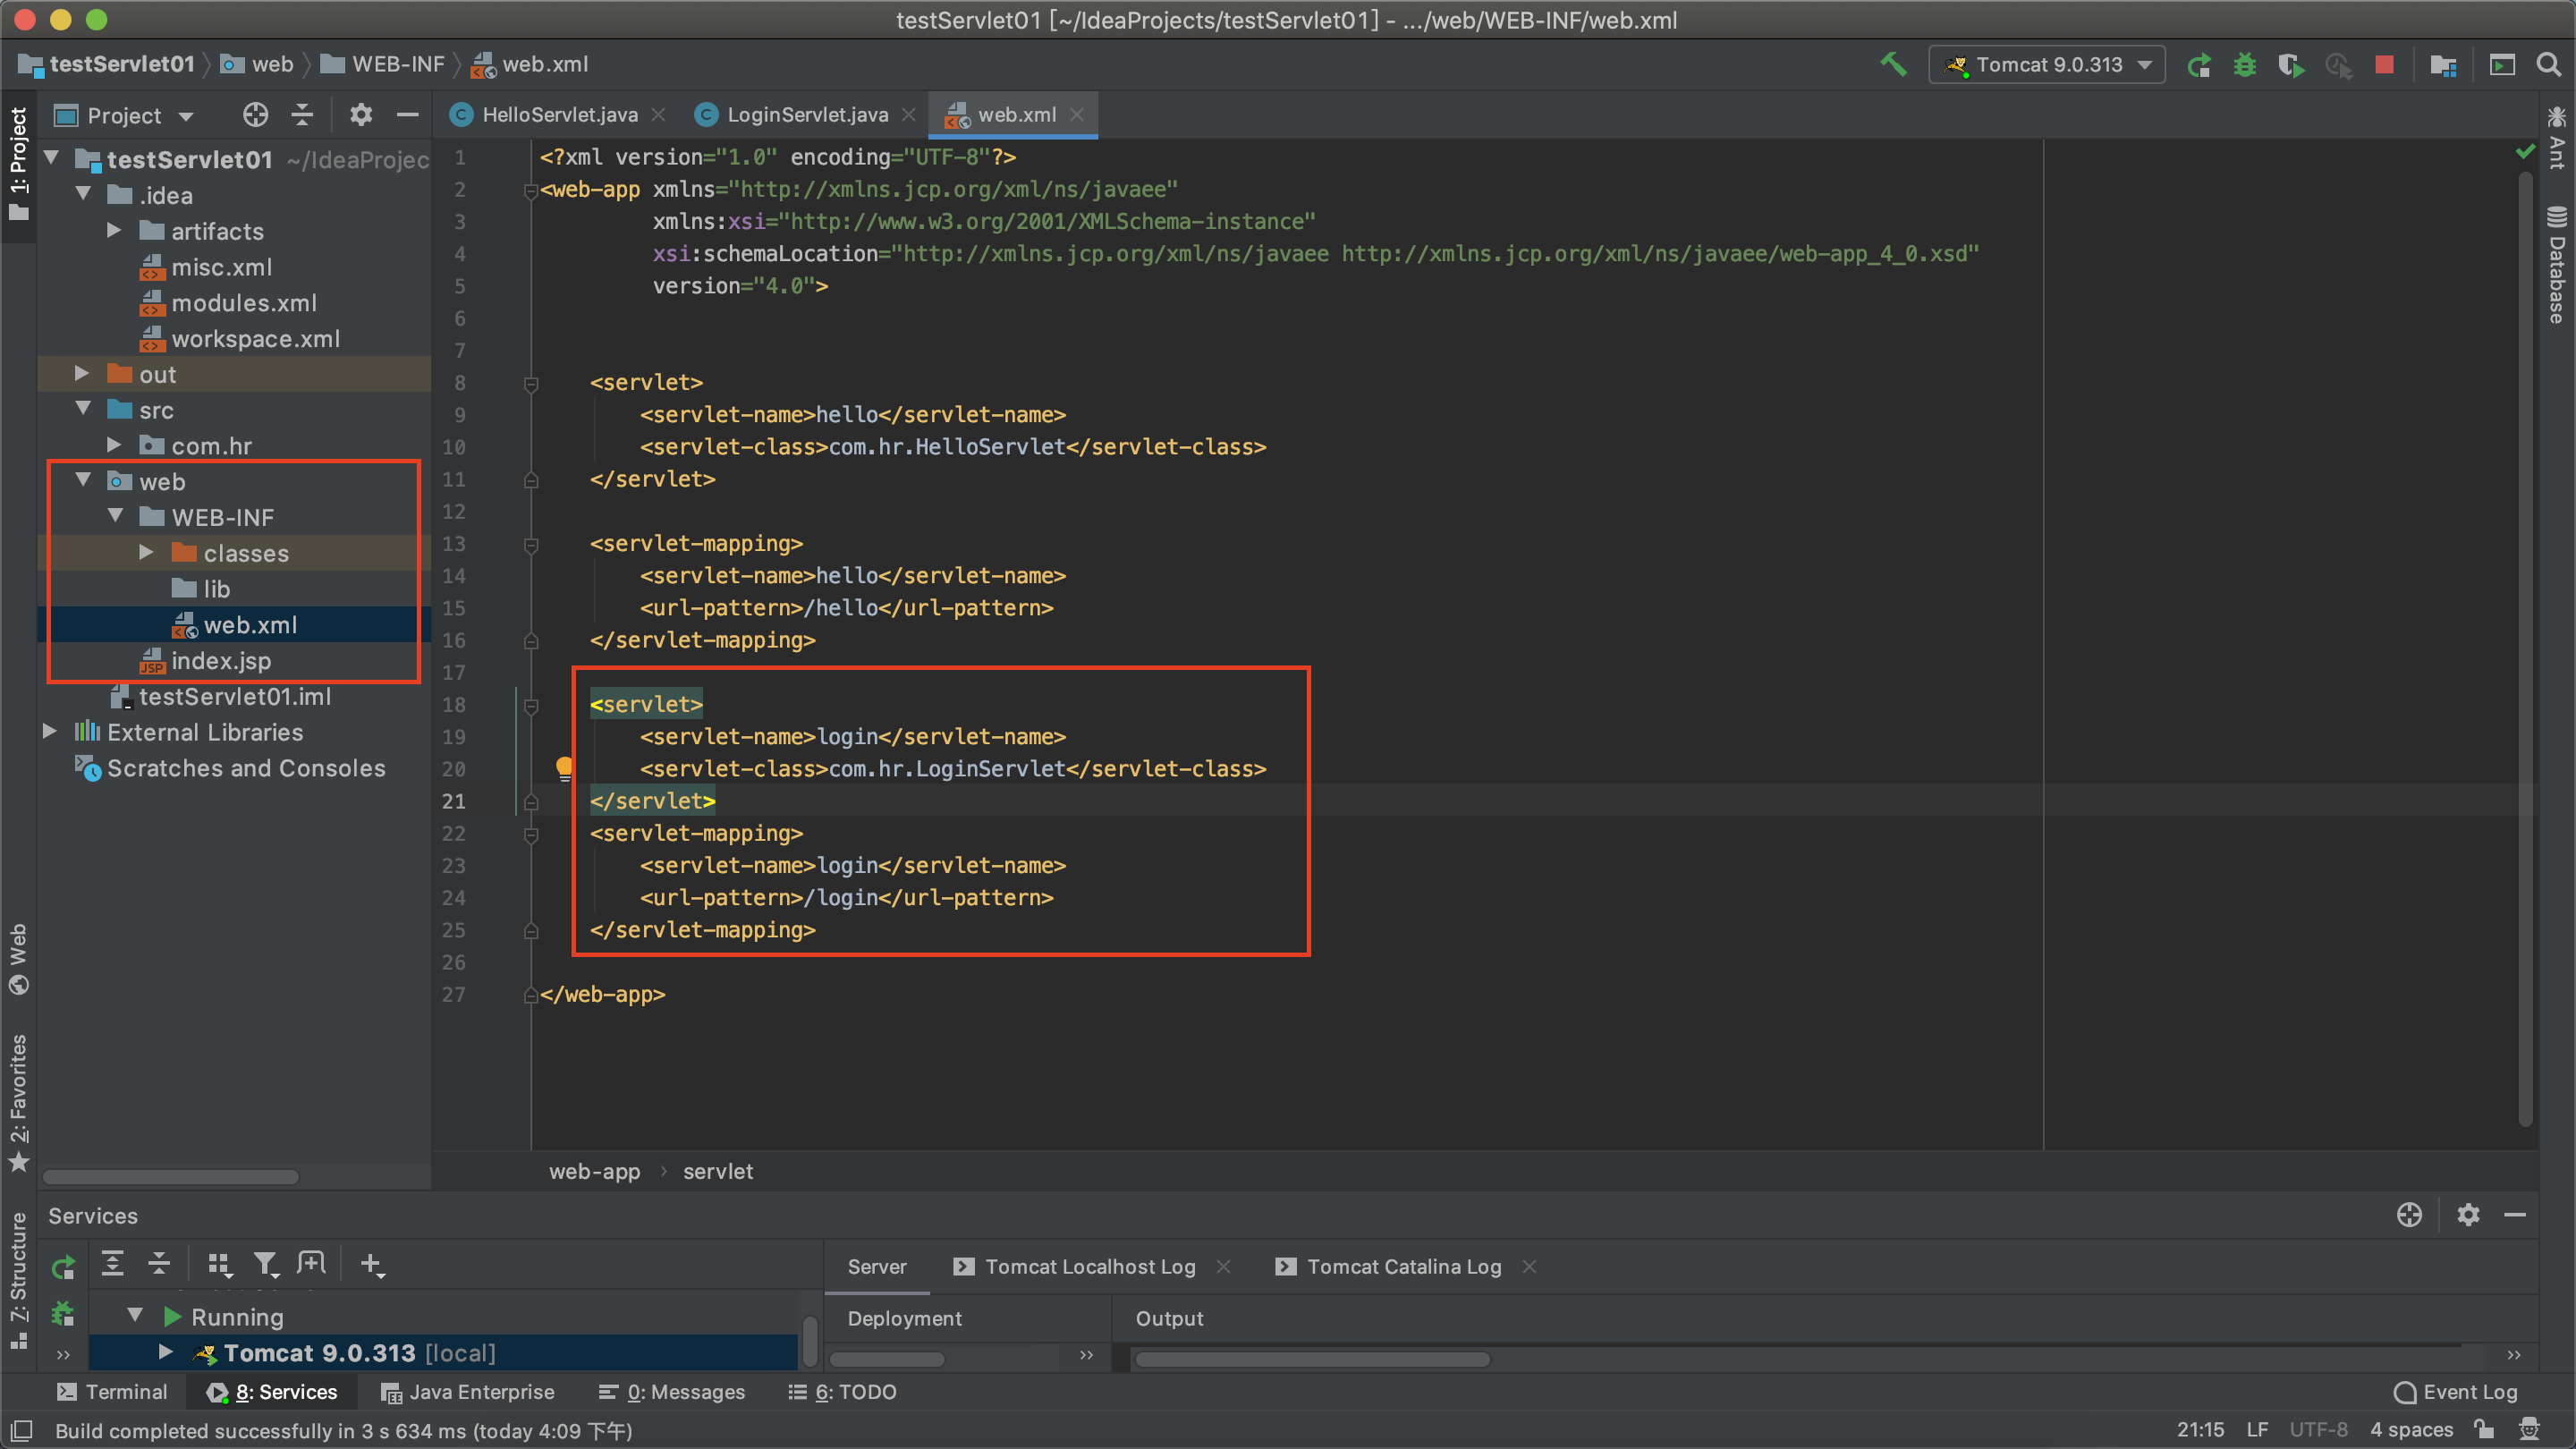 testServlet01 [~/IdeaProjects/testServlet01] - .../web/WEB-INF/web.xml
testServlet01 web WEB-INF web.xml
Tomcat 9.0.313
Project
HelloServlet.java
LoginServlet.java
web.xml
1: Project
testServlet01 ~/IdeaProjec
.idea
artifacts
misc.xml
modules.xml
workspace.xml
out
src
com.hr
web
WEB-INF
classes
lib
web.xml
index.jsp
testServlet01.iml
External Libraries
Scratches and Consoles
Web
2: Favorites
7: Structure
1 <?xml version="1.0" encoding="UTF-8"?>
2 <web-app xmlns="http://xmlns.jcp.org/xml/ns/javaee"
3 xmlns:xsi="http://www.w3.org/2001/XMLSchema-instance"
4 xsi:schemaLocation="http://xmlns.jcp.org/xml/ns/javaee http://xmlns.jcp.org/xml/ns/javaee/web-app_4_0.xsd"
5 version="4.0">
6
7
8 <servlet>
9 <servlet-name>hello</servlet-name>
10 <servlet-class>com.hr.HelloServlet</servlet-class>
11 </servlet>
12
13 <servlet-mapping>
14 <servlet-name>hello</servlet-name>
15 <url-pattern>/hello</url-pattern>
16 </servlet-mapping>
17
18 <servlet>
19 <servlet-name>login</servlet-name>
20 <servlet-class>com.hr.LoginServlet</servlet-class>
21 </servlet>
22 <servlet-mapping>
23 <servlet-name>login</servlet-name>
24 <url-pattern>/login</url-pattern>
25 </servlet-mapping>
26
27 </web-app>
web-app › servlet
Ant
Database
Services
Server
Tomcat Localhost Log
Tomcat Catalina Log
Deployment
Output
Running
Tomcat 9.0.313 [local]
Terminal
8: Services
Java Enterprise
0: Messages
6: TODO
Event Log
Build completed successfully in 3 s 634 ms (today 4:09 下午)
21:15 LF UTF-8 4 spaces